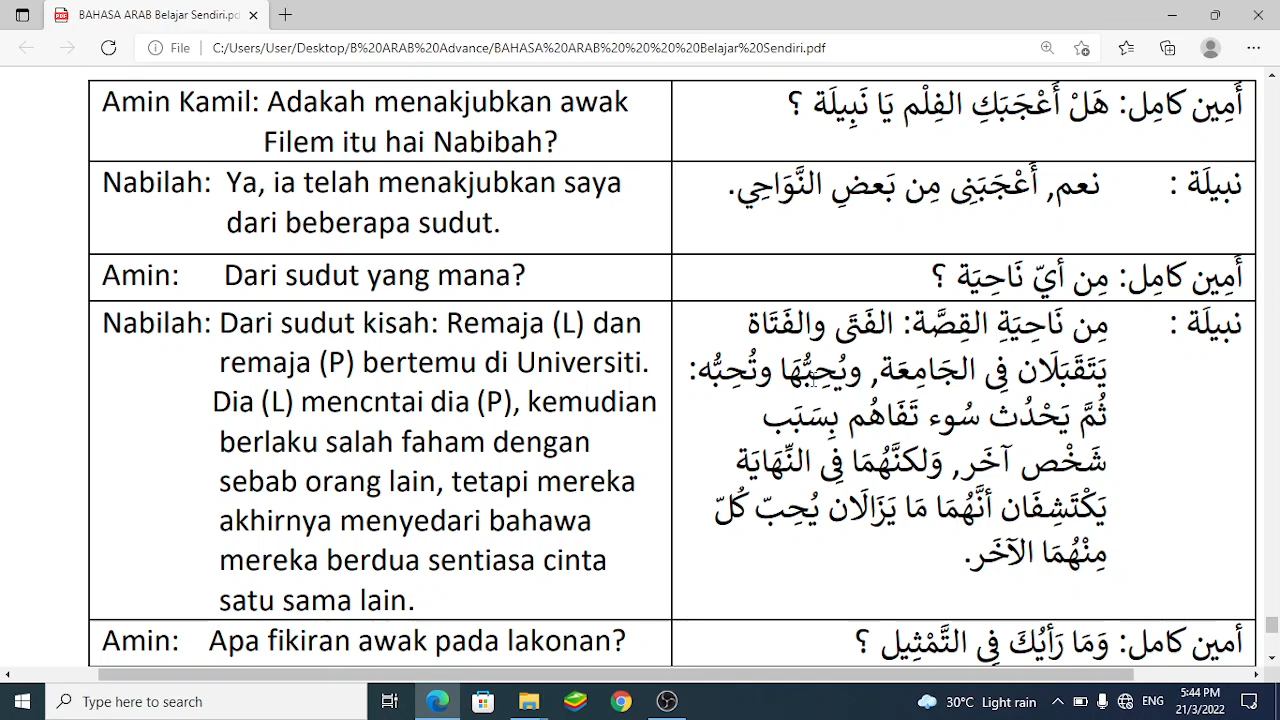 BAHASA ARAB Belajar Sendiri.pd
File
C:/Users/User/Desktop/B%20ARAB%20Advance/BAHASA%20ARAB%20%20%20%20Belajar%20Sendiri.pdf
Amin Kamil: Adakah menakjubkan awak
Filem itu hai Nabibah?
أَمِين كامِل: هَلْ أَعْجَبَكِ الفِلْم يَا نَبِيلَة ؟
Nabilah: Ya, ia telah menakjubkan saya
dari beberapa sudut.
نبيلَة : نعم, أَعْجَبَنِى مِن بَعضِ النَّوَاحِي.
Amin: Dari sudut yang mana?
أَمِين كامِل: مِن أيّ نَاحِيَة ؟
Nabilah: Dari sudut kisah: Remaja (L) dan
remaja (P) bertemu di Universiti.
Dia (L) mencntai dia (P), kemudian
berlaku salah faham dengan
sebab orang lain, tetapi mereka
akhirnya menyedari bahawa
mereka berdua sentiasa cinta
satu sama lain.
نبيلَة : مِن نَاحِيَةِ القِصَّة: الفَتَى والفَتَاة
يَتَقَبَلَان فِى الجَامِعَة, ويُحِبُّهَا وتُحِبُّه:
ثُمَّ يَحْدُث سُوء تَفَاهُم بِسَبَب
شَخْص آخَر, وَلكنَّهُمَا فِى النِّهَايَة
يَكْتَشِفَان أنَّهُمَا مَا يَزَالَان يُحِبّ كُلّ
مِنْهُمَا الآخَر.
Amin: Apa fikiran awak pada lakonan?
أمين كامل: وَمَا رَأيُكَ فِى التَّمْثِيل ؟
Type here to search
30°C Light rain
ENG
5:44 PM
21/3/2022